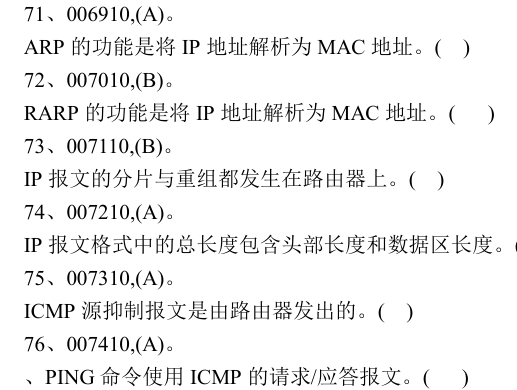 71、006910,(A)。
ARP 的功能是将 IP 地址解析为 MAC 地址。(    )
72、007010,(B)。
RARP 的功能是将 IP 地址解析为 MAC 地址。(      )
73、007110,(B)。
IP 报文的分片与重组都发生在路由器上。(    )
74、007210,(A)。
IP 报文格式中的总长度包含头部长度和数据区长度。(
75、007310,(A)。
ICMP 源抑制报文是由路由器发出的。(    )
76、007410,(A)。
、PING 命令使用 ICMP 的请求/应答报文。(      )